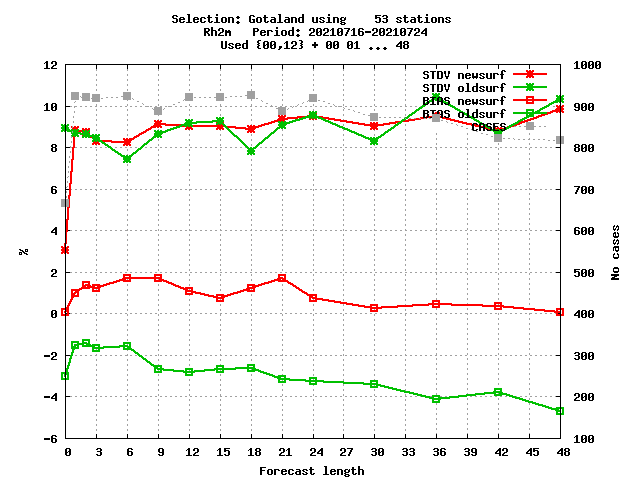 Selection: Gotaland using    53 stations
Rh2m   Period: 20210716-20210724
Used {00,12} + 00 01 ... 48
12 1000
STDV newsurf
STDV oldsurf
10 BIAS newsurf 900
BIAS oldsurf
CASES
8 800
6 700
4 600
% No cases
2 500
0 400
-2 300
-4 200
-6 100
0 3 6 9 12 15 18 21 24 27 30 33 36 39 42 45 48
Forecast length